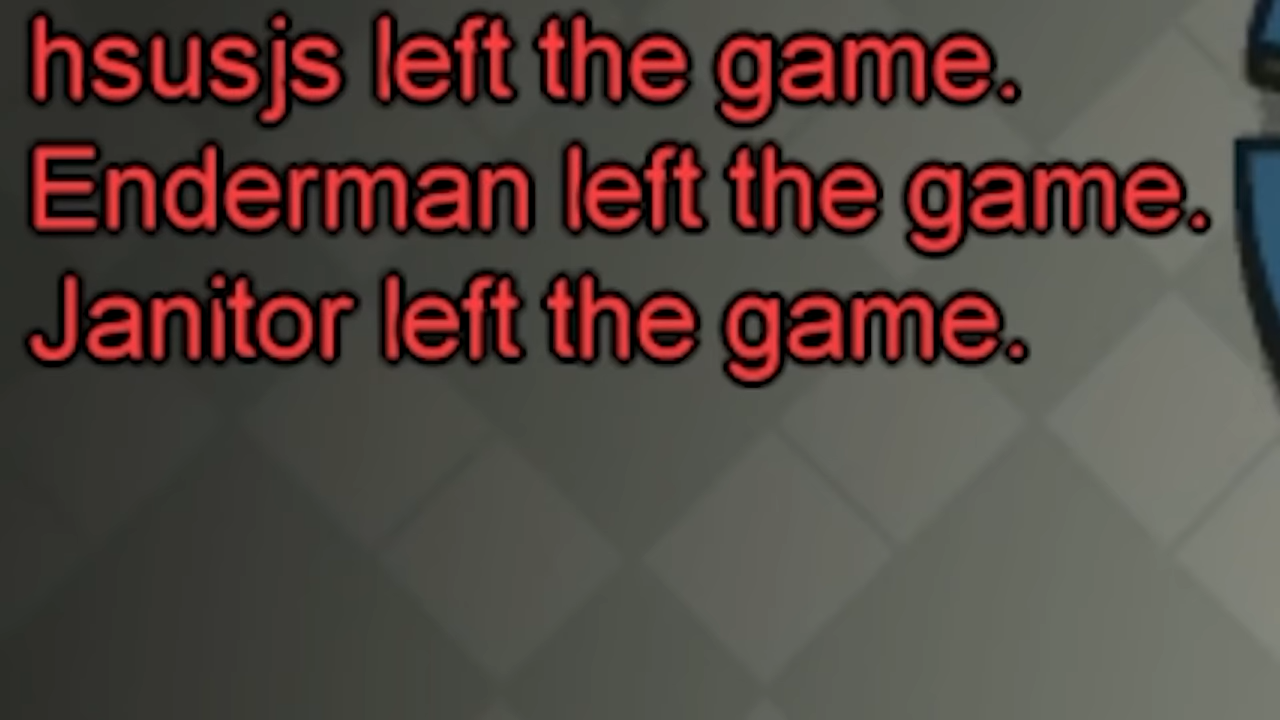 hsusjs left the game.
Enderman left the game.
Janitor left the game.